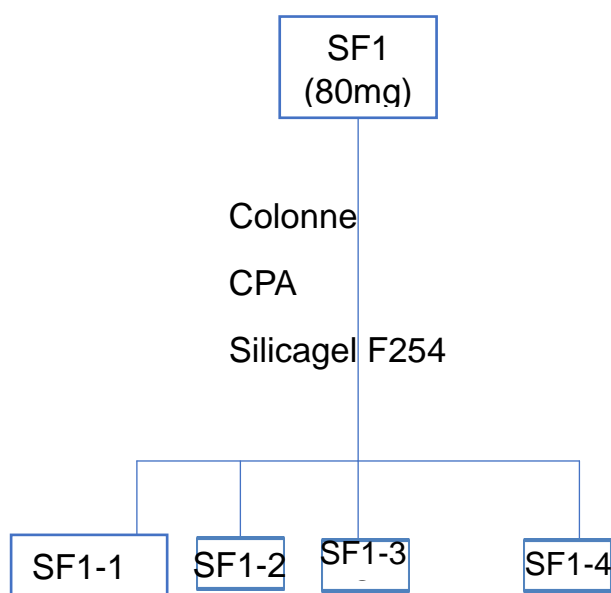 SF1
(80mg)
Colonne
CPA
Silicagel F254
SF1-1
SF1-2
SF1-3
SF1-4